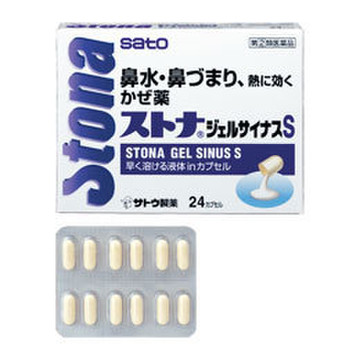 Stona
sato
指定第2類医薬品
鼻水・鼻づまり、熱に効く
かぜ薬
ストナ®ジェルサイナスS
STONA GEL SINUS S
早く溶ける液体inカプセル
サトウ製薬
24カプセル